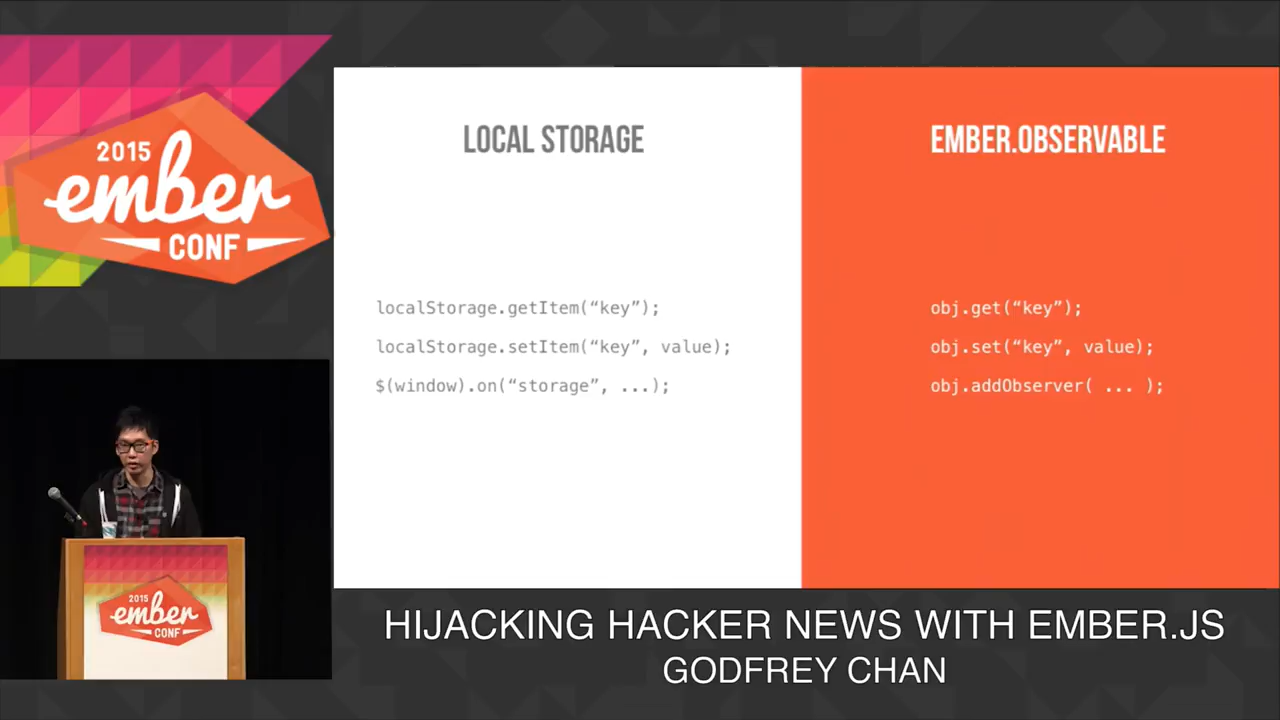 2015
ember
CONF
LOCAL STORAGE
localStorage.getItem(“key”);
localStorage.setItem(“key”, value);
$(window).on(“storage”, ...);
EMBER.OBSERVABLE
obj.get(“key”);
obj.set(“key”, value);
obj.addObserver( ... );
2015
ember
CONF
HIJACKING HACKER NEWS WITH EMBER.JS
GODFREY CHAN